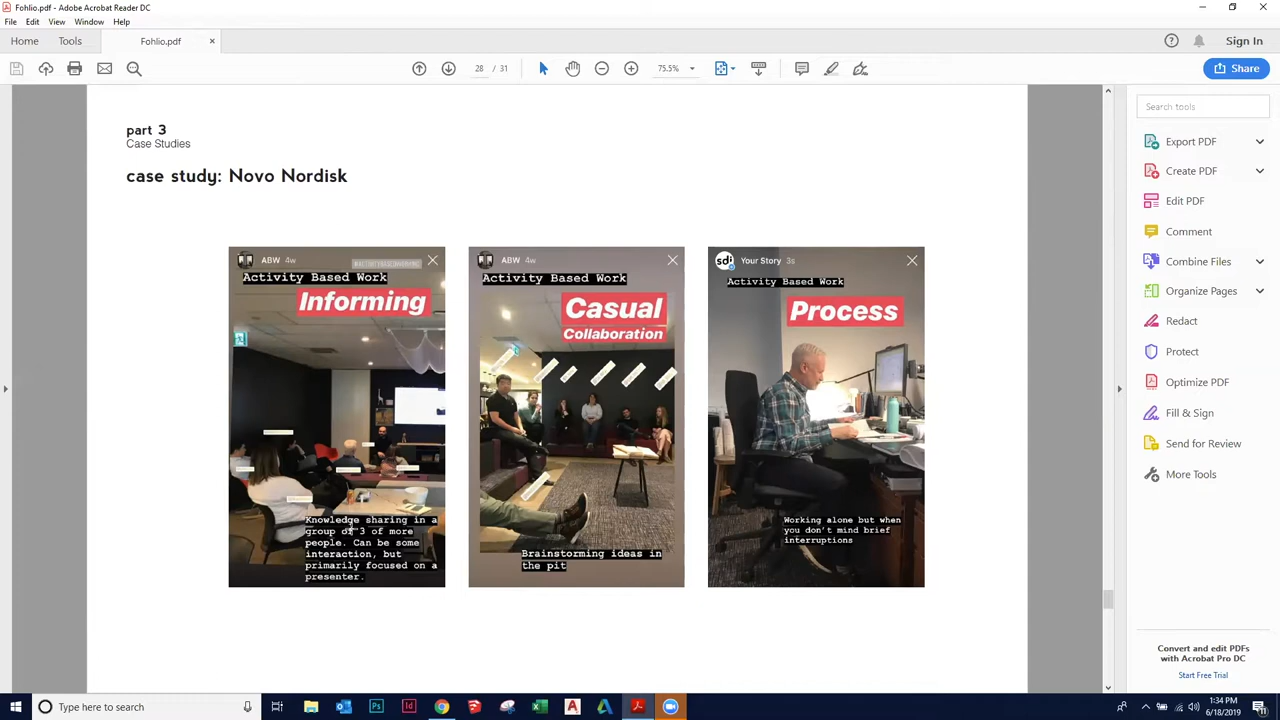 Fohlio.pdf - Adobe Acrobat Reader DC
File Edit View Window Help
Home Tools Fohlio.pdf × Sign In
28 / 31 75.5% Share
Search tools
part 3
Case Studies
case study: Novo Nordisk
ABW 4w
#ACTIVITYBASEDWORKING
Activity Based Work
Informing
Knowledge sharing in a
group of 3 of more
people. Can be some
interaction, but
primarily focused on a
presenter.
ABW 4w
Activity Based Work
Casual
Collaboration
Brainstorming ideas in
the pit
sdi Your Story 3s
Activity Based Work
Process
Working alone but when
you don't mind brief
interruptions
Export PDF
Create PDF
Edit PDF
Comment
Combine Files
Organize Pages
Redact
Protect
Optimize PDF
Fill & Sign
Send for Review
More Tools
Convert and edit PDFs
with Acrobat Pro DC
Start Free Trial
Type here to search
1:34 PM
6/18/2019